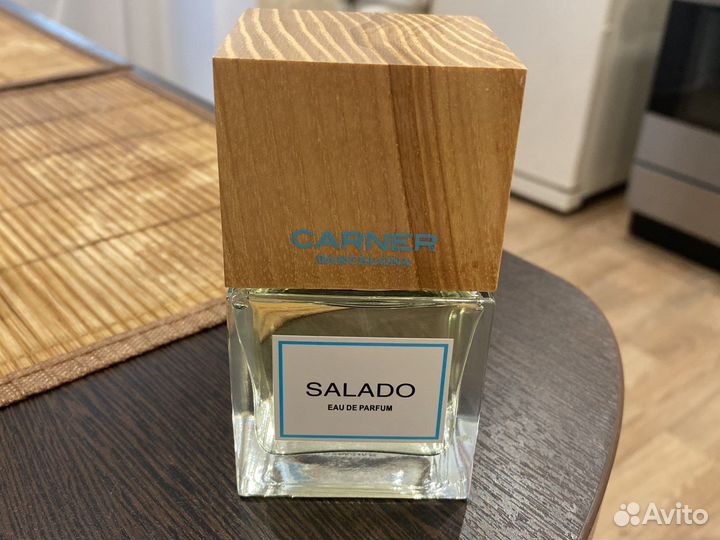 CARNER
BARCELONA
SALADO
EAU DE PARFUM
Avito